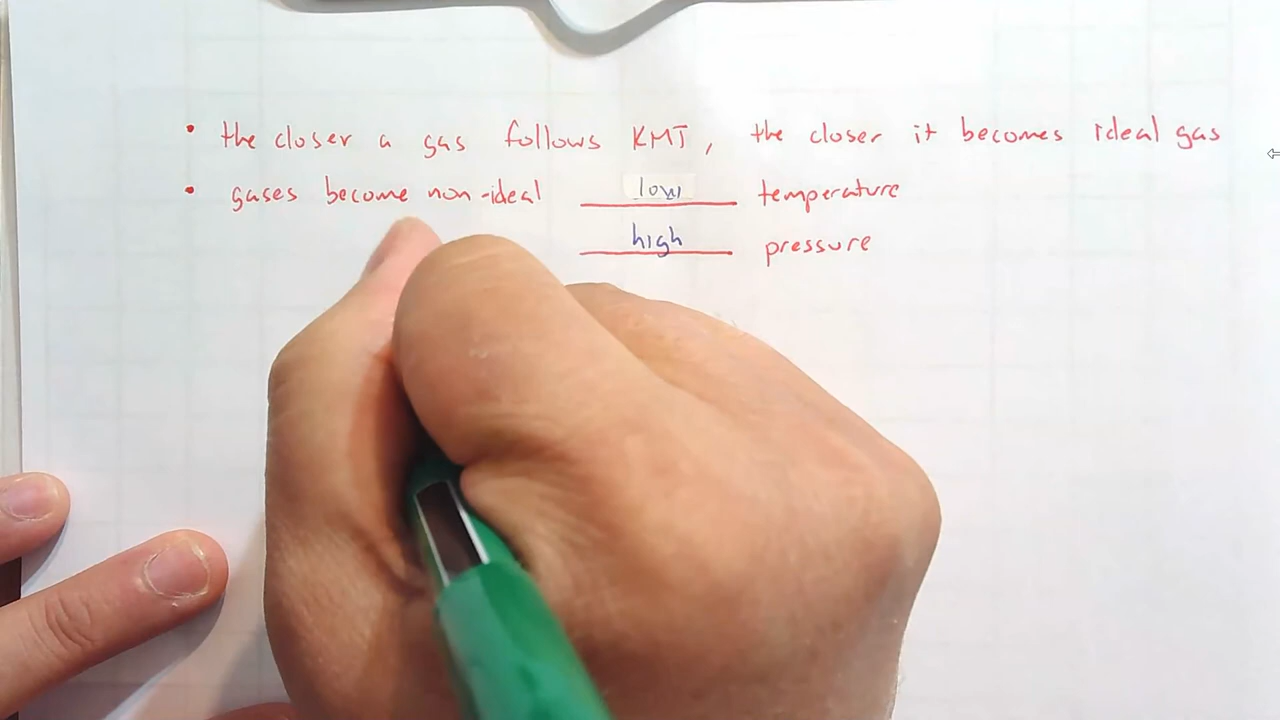 • the closer a gas follows KMT, the closer it becomes ideal gas
• gases become non-ideal low temperature
high pressure